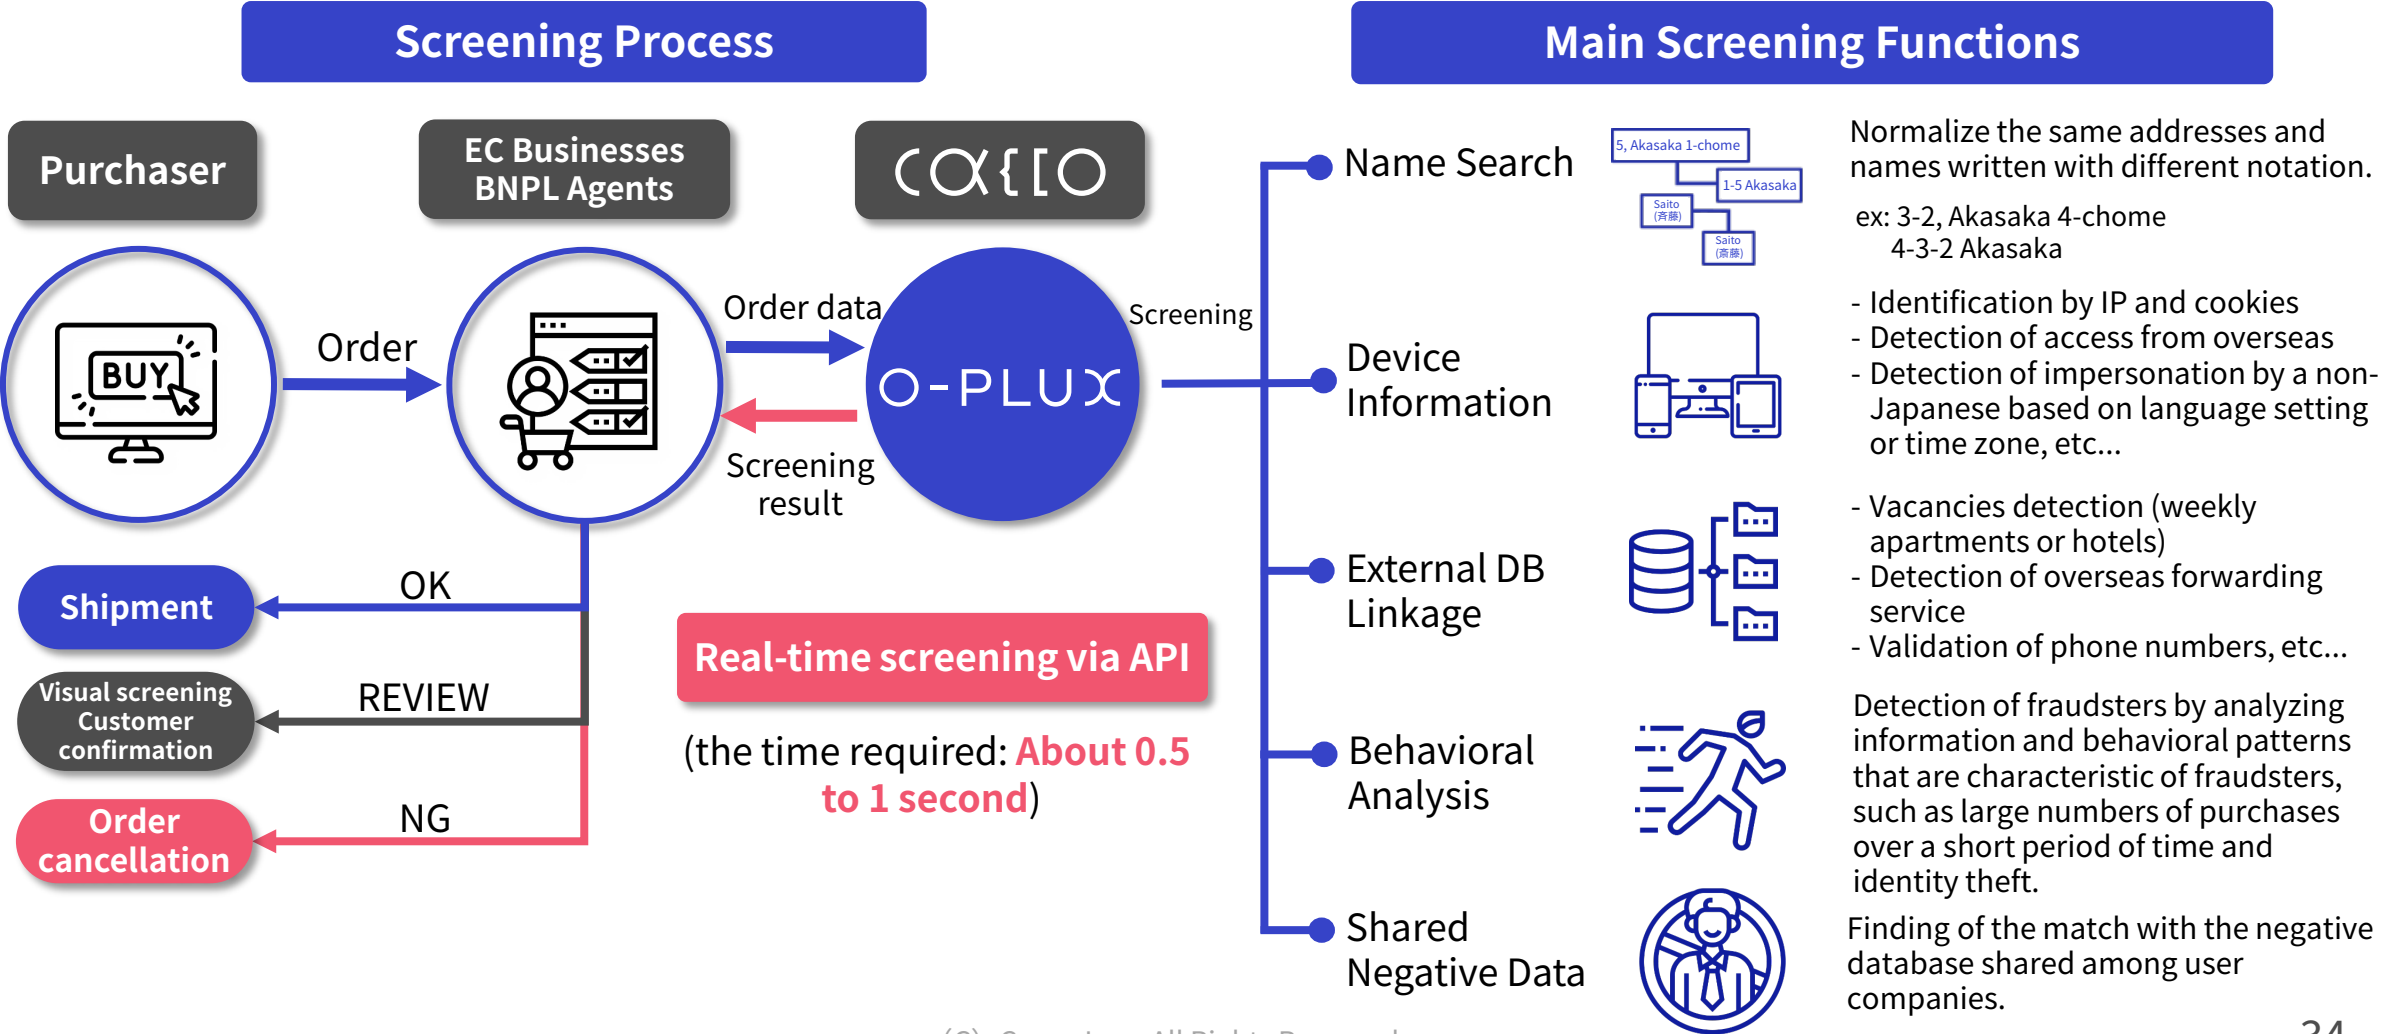 Screening Process
Main Screening Functions
Purchaser
EC Businesses
BNPL Agents
Order
Order data
Screening
result
O-PLUX
Screening
BUY
OK
Shipment
REVIEW
Visual screening
Customer
confirmation
NG
Order
cancellation
Real-time screening via API
(the time required: About 0.5
to 1 second)
Name Search
5, Akasaka 1-chome
1-5 Akasaka
Saito
(斉藤)
Saito
(斎藤)
Normalize the same addresses and
names written with different notation.
ex: 3-2, Akasaka 4-chome
4-3-2 Akasaka
Device
Information
- Identification by IP and cookies
- Detection of access from overseas
- Detection of impersonation by a non-
Japanese based on language setting
or time zone, etc...
External DB
Linkage
- Vacancies detection (weekly
apartments or hotels)
- Detection of overseas forwarding
service
- Validation of phone numbers, etc...
Behavioral
Analysis
Detection of fraudsters by analyzing
information and behavioral patterns
that are characteristic of fraudsters,
such as large numbers of purchases
over a short period of time and
identity theft.
Shared
Negative Data
Finding of the match with the negative
database shared among user
companies.